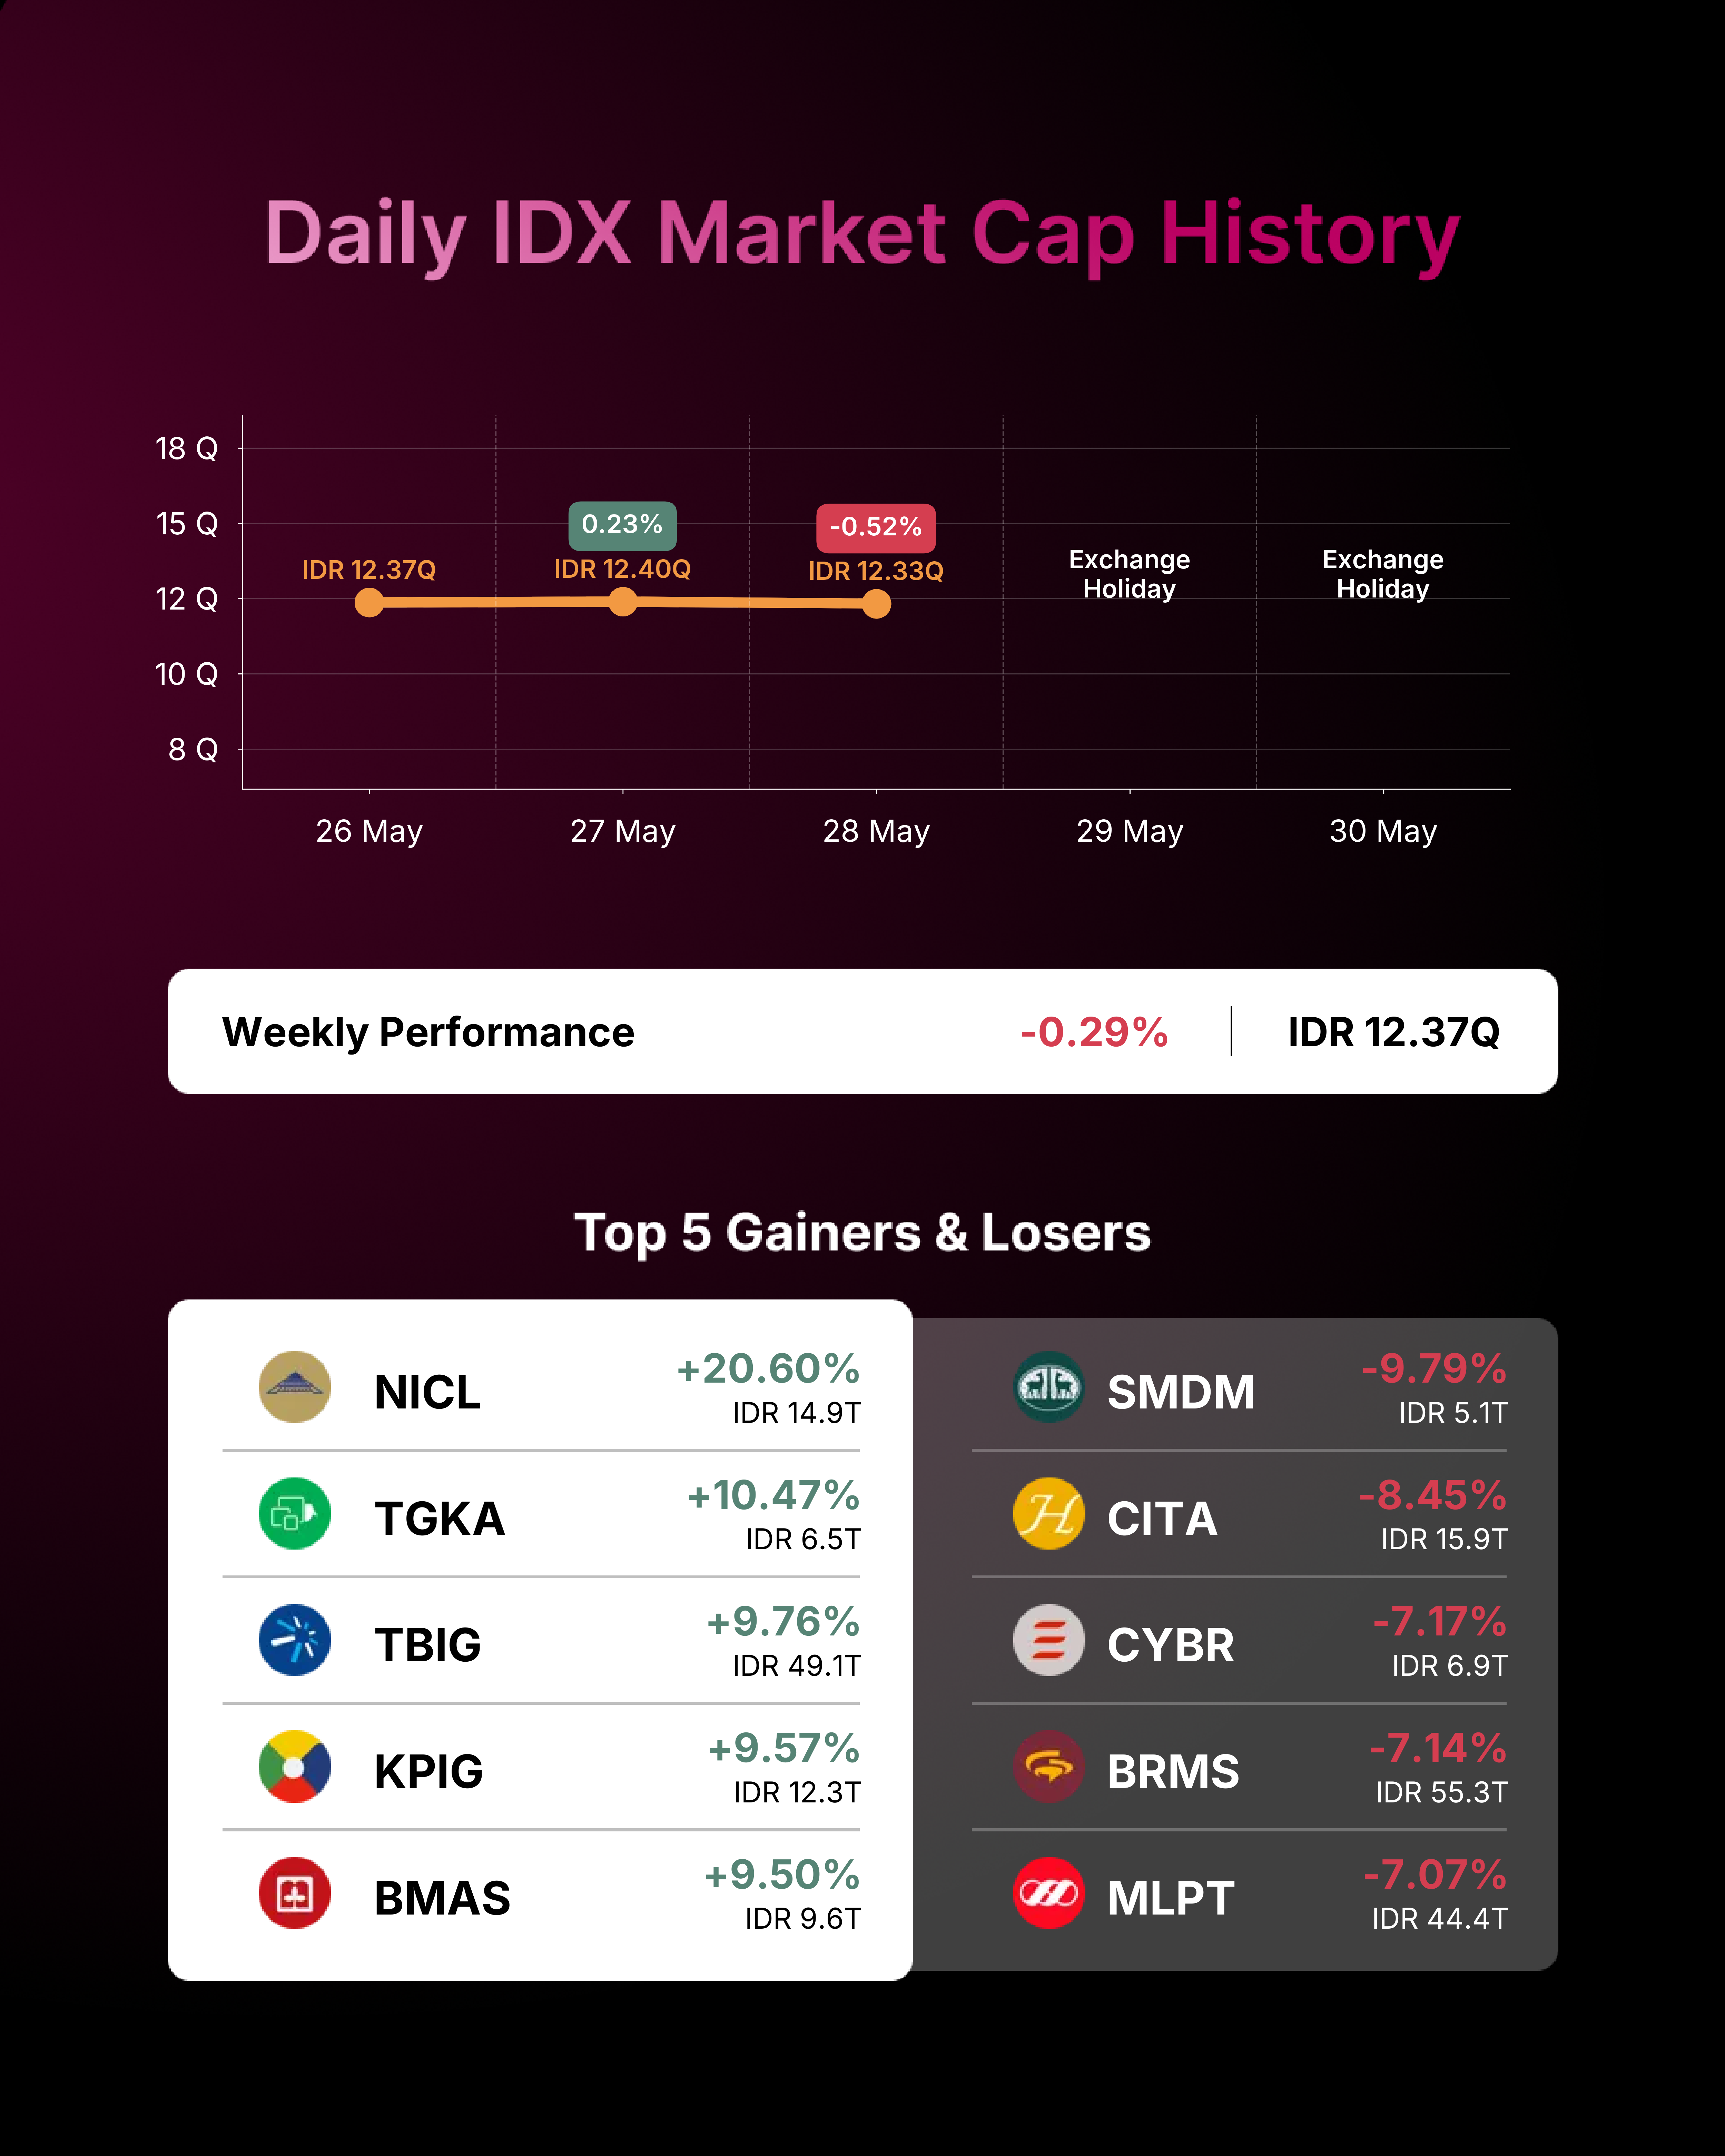 Daily IDX Market Cap History
18 Q
15 Q
12 Q
10 Q
8 Q
IDR 12.37Q
0.23%
IDR 12.40Q
-0.52%
IDR 12.33Q
Exchange
Holiday
Exchange
Holiday
26 May
27 May
28 May
29 May
30 May
Weekly Performance
-0.29%
IDR 12.37Q
Top 5 Gainers & Losers
NICL
+20.60%
IDR 14.9T
TGKA
+10.47%
IDR 6.5T
TBIG
+9.76%
IDR 49.1T
KPIG
+9.57%
IDR 12.3T
BMAS
+9.50%
IDR 9.6T
SMDM
-9.79%
IDR 5.1T
CITA
-8.45%
IDR 15.9T
CYBR
-7.17%
IDR 6.9T
BRMS
-7.14%
IDR 55.3T
MLPT
-7.07%
IDR 44.4T